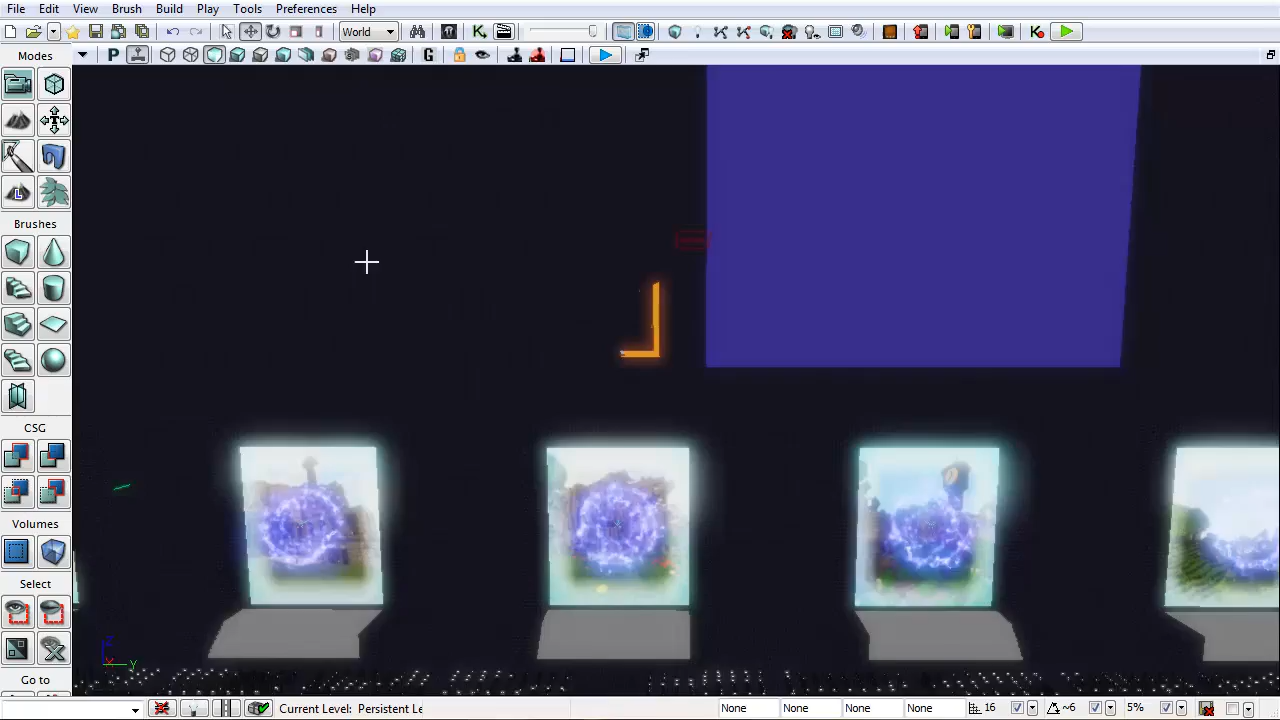 File Edit View Brush Build Play Tools Preferences Help
World
Modes
P
G
L
Brushes
CSG
Volumes
Select
Go to
Z
X Y
Current Level: Persistent Le
None None None None
16 ~6 5%